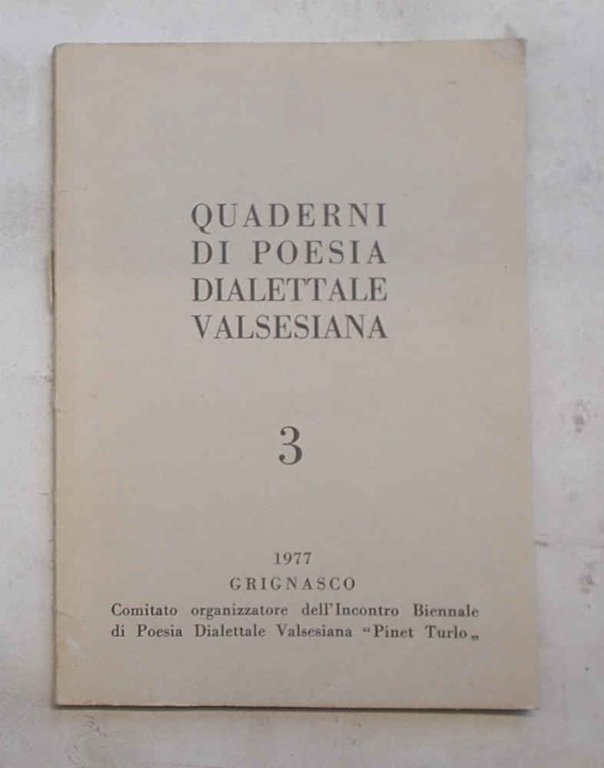 QUADERNI
DI POESIA
DIALETTALE
VALSESIANA
3
1977
GRIGNASCO
Comitato organizzatore dell'Incontro Biennale
di Poesia Dialettale Valsesiana “Pinet Turlo„